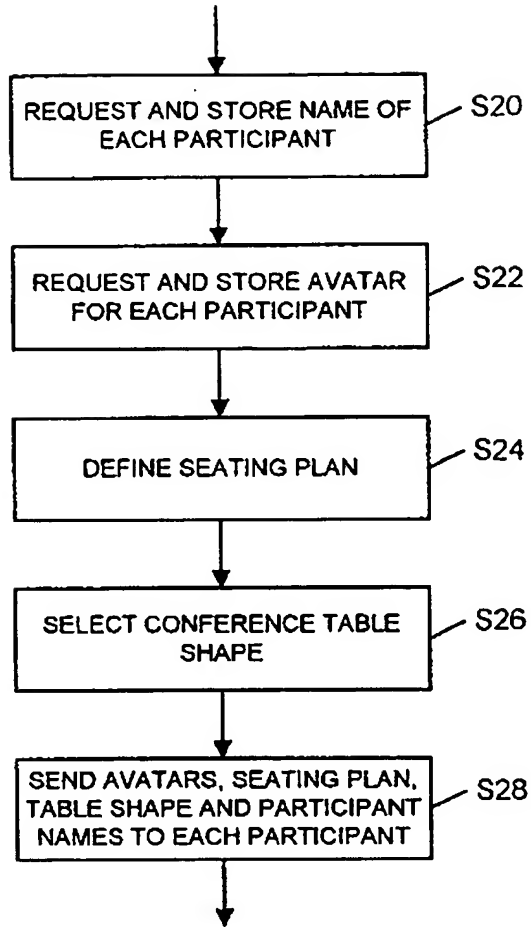 REQUEST AND STORE NAME OF
EACH PARTICIPANT
S20
REQUEST AND STORE AVATAR
FOR EACH PARTICIPANT
S22
DEFINE SEATING PLAN
S24
SELECT CONFERENCE TABLE
SHAPE
S26
SEND AVATARS, SEATING PLAN,
TABLE SHAPE AND PARTICIPANT
NAMES TO EACH PARTICIPANT
S28